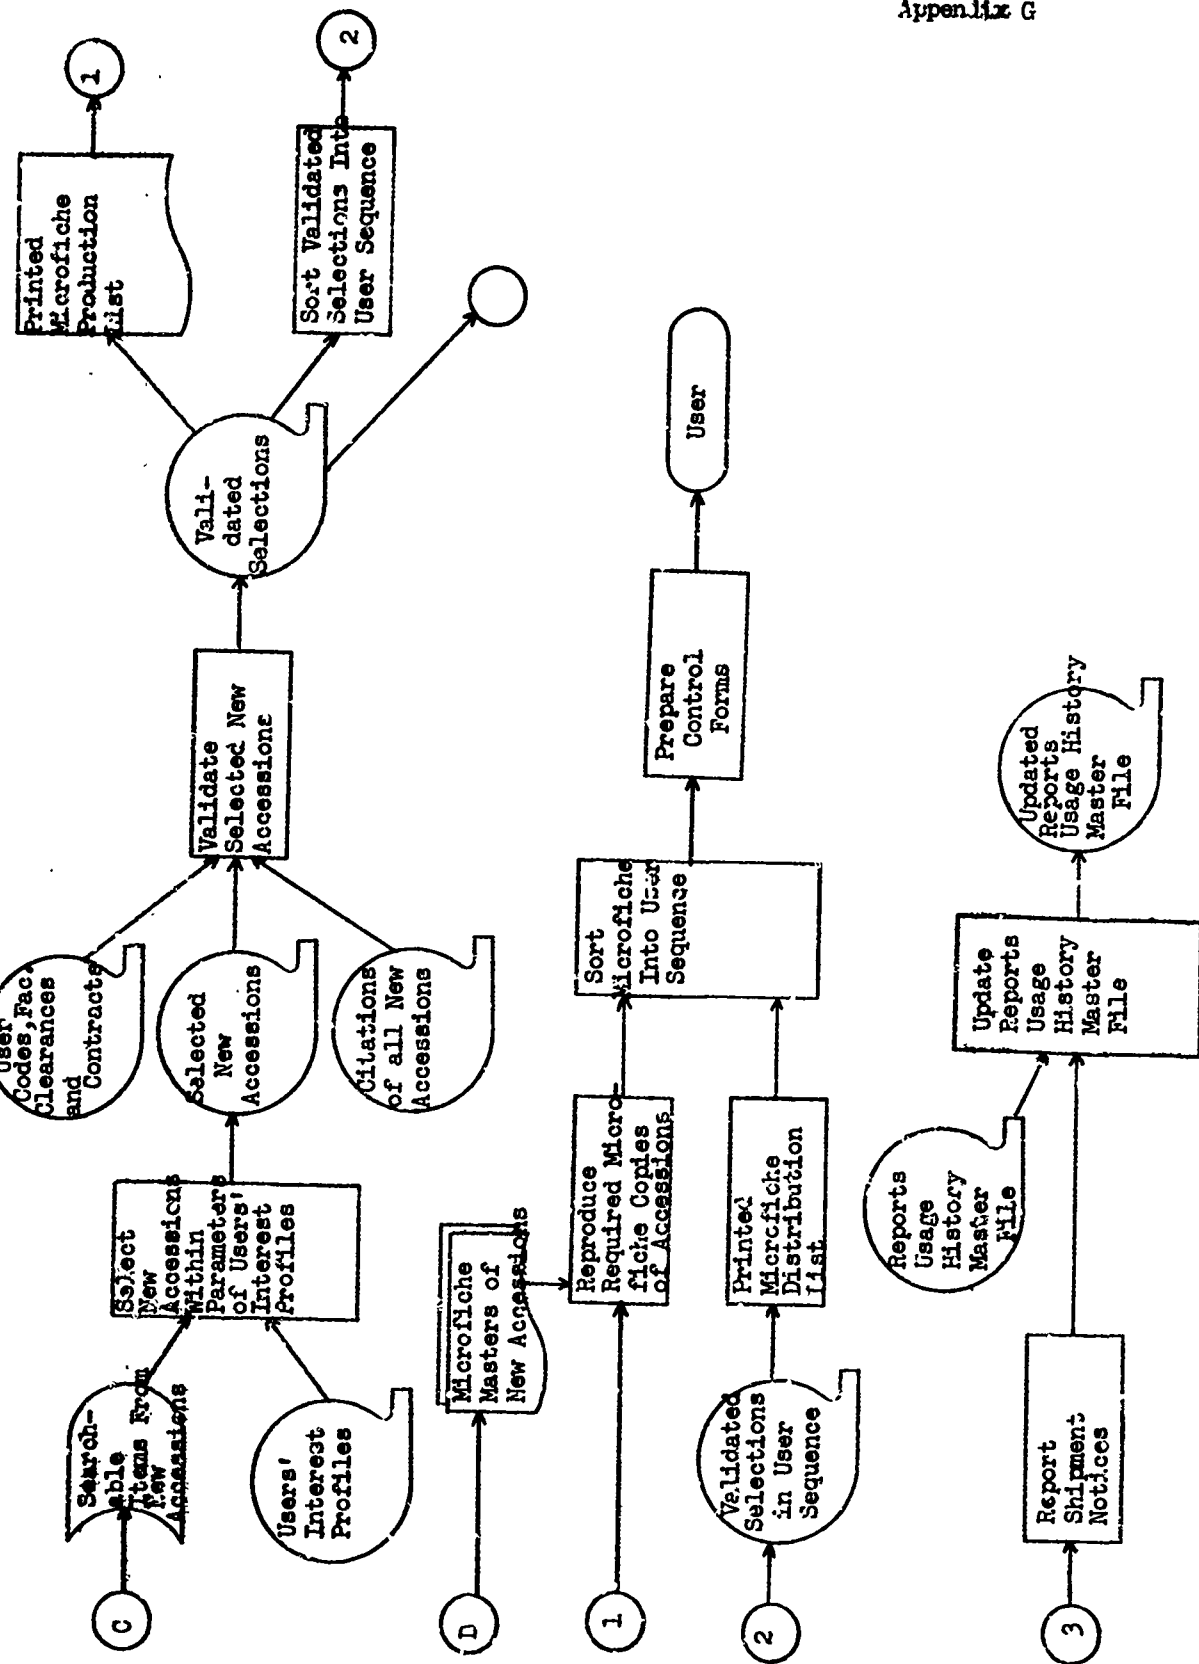 Appendix G
C
Search-
able
Items From
New
Accessions
Users'
Interest
Profiles
Select
New
Accessions
Within
Parameters
of Users'
Interest
Profiles
User
Codes,Fac.
Clearances
and
Contracts
Selected
New
Accessions
Citations
of all New
Accessions
Validate
Selected New
Accessions
Vali-
dated
Selections
Printed
Microfiche
Production
List
1
Sort Validated
Selections Into
User Sequence
2
D
Microfiche
Masters of
New Accessions
1
Reproduce
Required Micro-
fiche Copies
of Accessions
2
Validated
Selections
in User
Sequence
Printed
Microfiche
Distribution
List
Sort
Microfiche
Into User
Sequence
Prepare
Control
Forms
User
3
Report
Shipment
Notices
Reports
Usage
History
Master
File
Update
Reports
Usage
History
Master
File
Updated
Reports
Usage History
Master
File